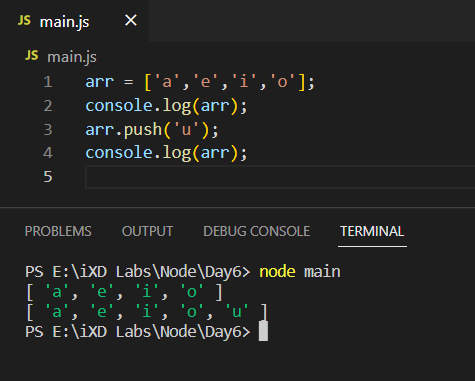 JS main.js ×
JS main.js
1 arr = ['a','e','i','o'];
2 console.log(arr);
3 arr.push('u');
4 console.log(arr);
5
PROBLEMS OUTPUT DEBUG CONSOLE TERMINAL
PS E:\iXD Labs\Node\Day6> node main
[ 'a', 'e', 'i', 'o' ]
[ 'a', 'e', 'i', 'o', 'u' ]
PS E:\iXD Labs\Node\Day6>